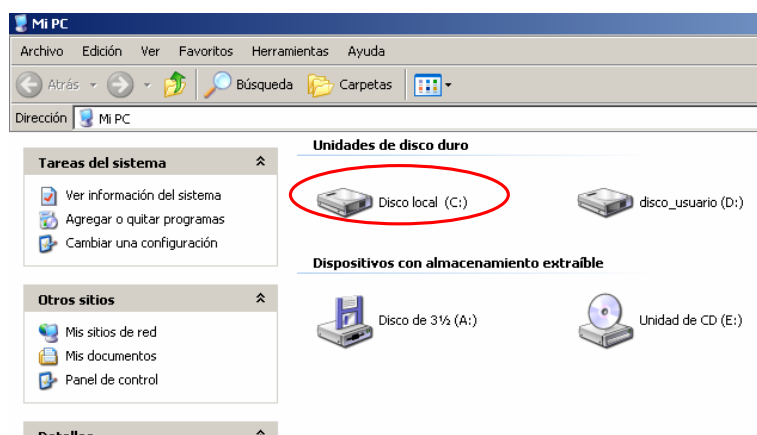 Mi PC
Archivo Edición Ver Favoritos Herramientas Ayuda
Atrás Búsqueda Carpetas
Dirección Mi PC
Tareas del sistema
Ver información del sistema
Agregar o quitar programas
Cambiar una configuración
Otros sitios
Mis sitios de red
Mis documentos
Panel de control
Detalles
Unidades de disco duro
Disco local (C:)
disco_usuario (D:)
Dispositivos con almacenamiento extraíble
Disco de 3½ (A:)
Unidad de CD (E:)